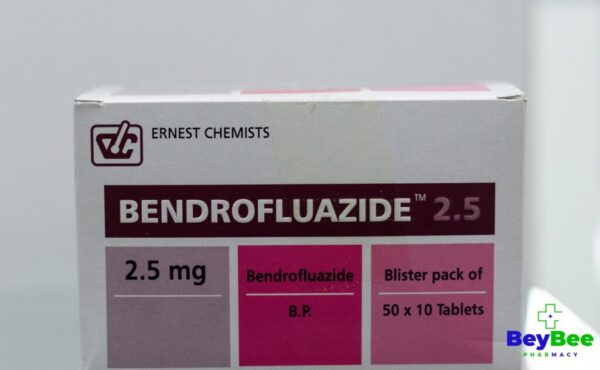 ERNEST CHEMISTS
BENDROFLUAZIDE™ 2.5
2.5 mg
Bendrofluazide
B.P.
Blister pack of
50 x 10 Tablets
BeyBee
PHARMACY